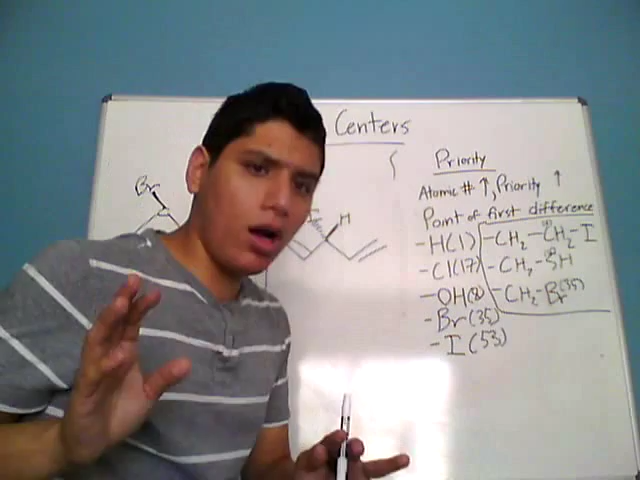 Centers
Br
H
Priority
Atomic # ↑, Priority ↑
Point of first difference
-H(1)
-Cl(17)
-OH(8)
-Br(35)
-I(53)
-CH₂-CH₂-I
-CH₂-SH
-CH₂-Br(35)